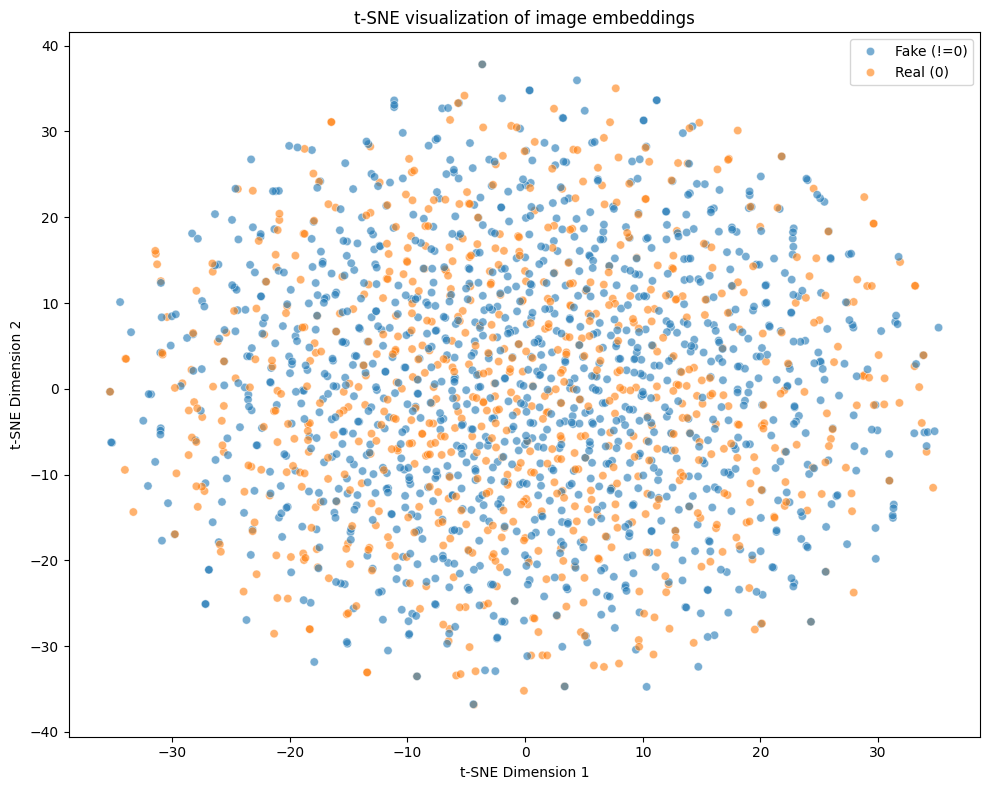 t-SNE visualization of image embeddings
Fake (!=0)
Real (0)
40
30
20
10
0
−10
−20
−30
−40
t-SNE Dimension 2
−30 −20 −10 0 10 20 30
t-SNE Dimension 1